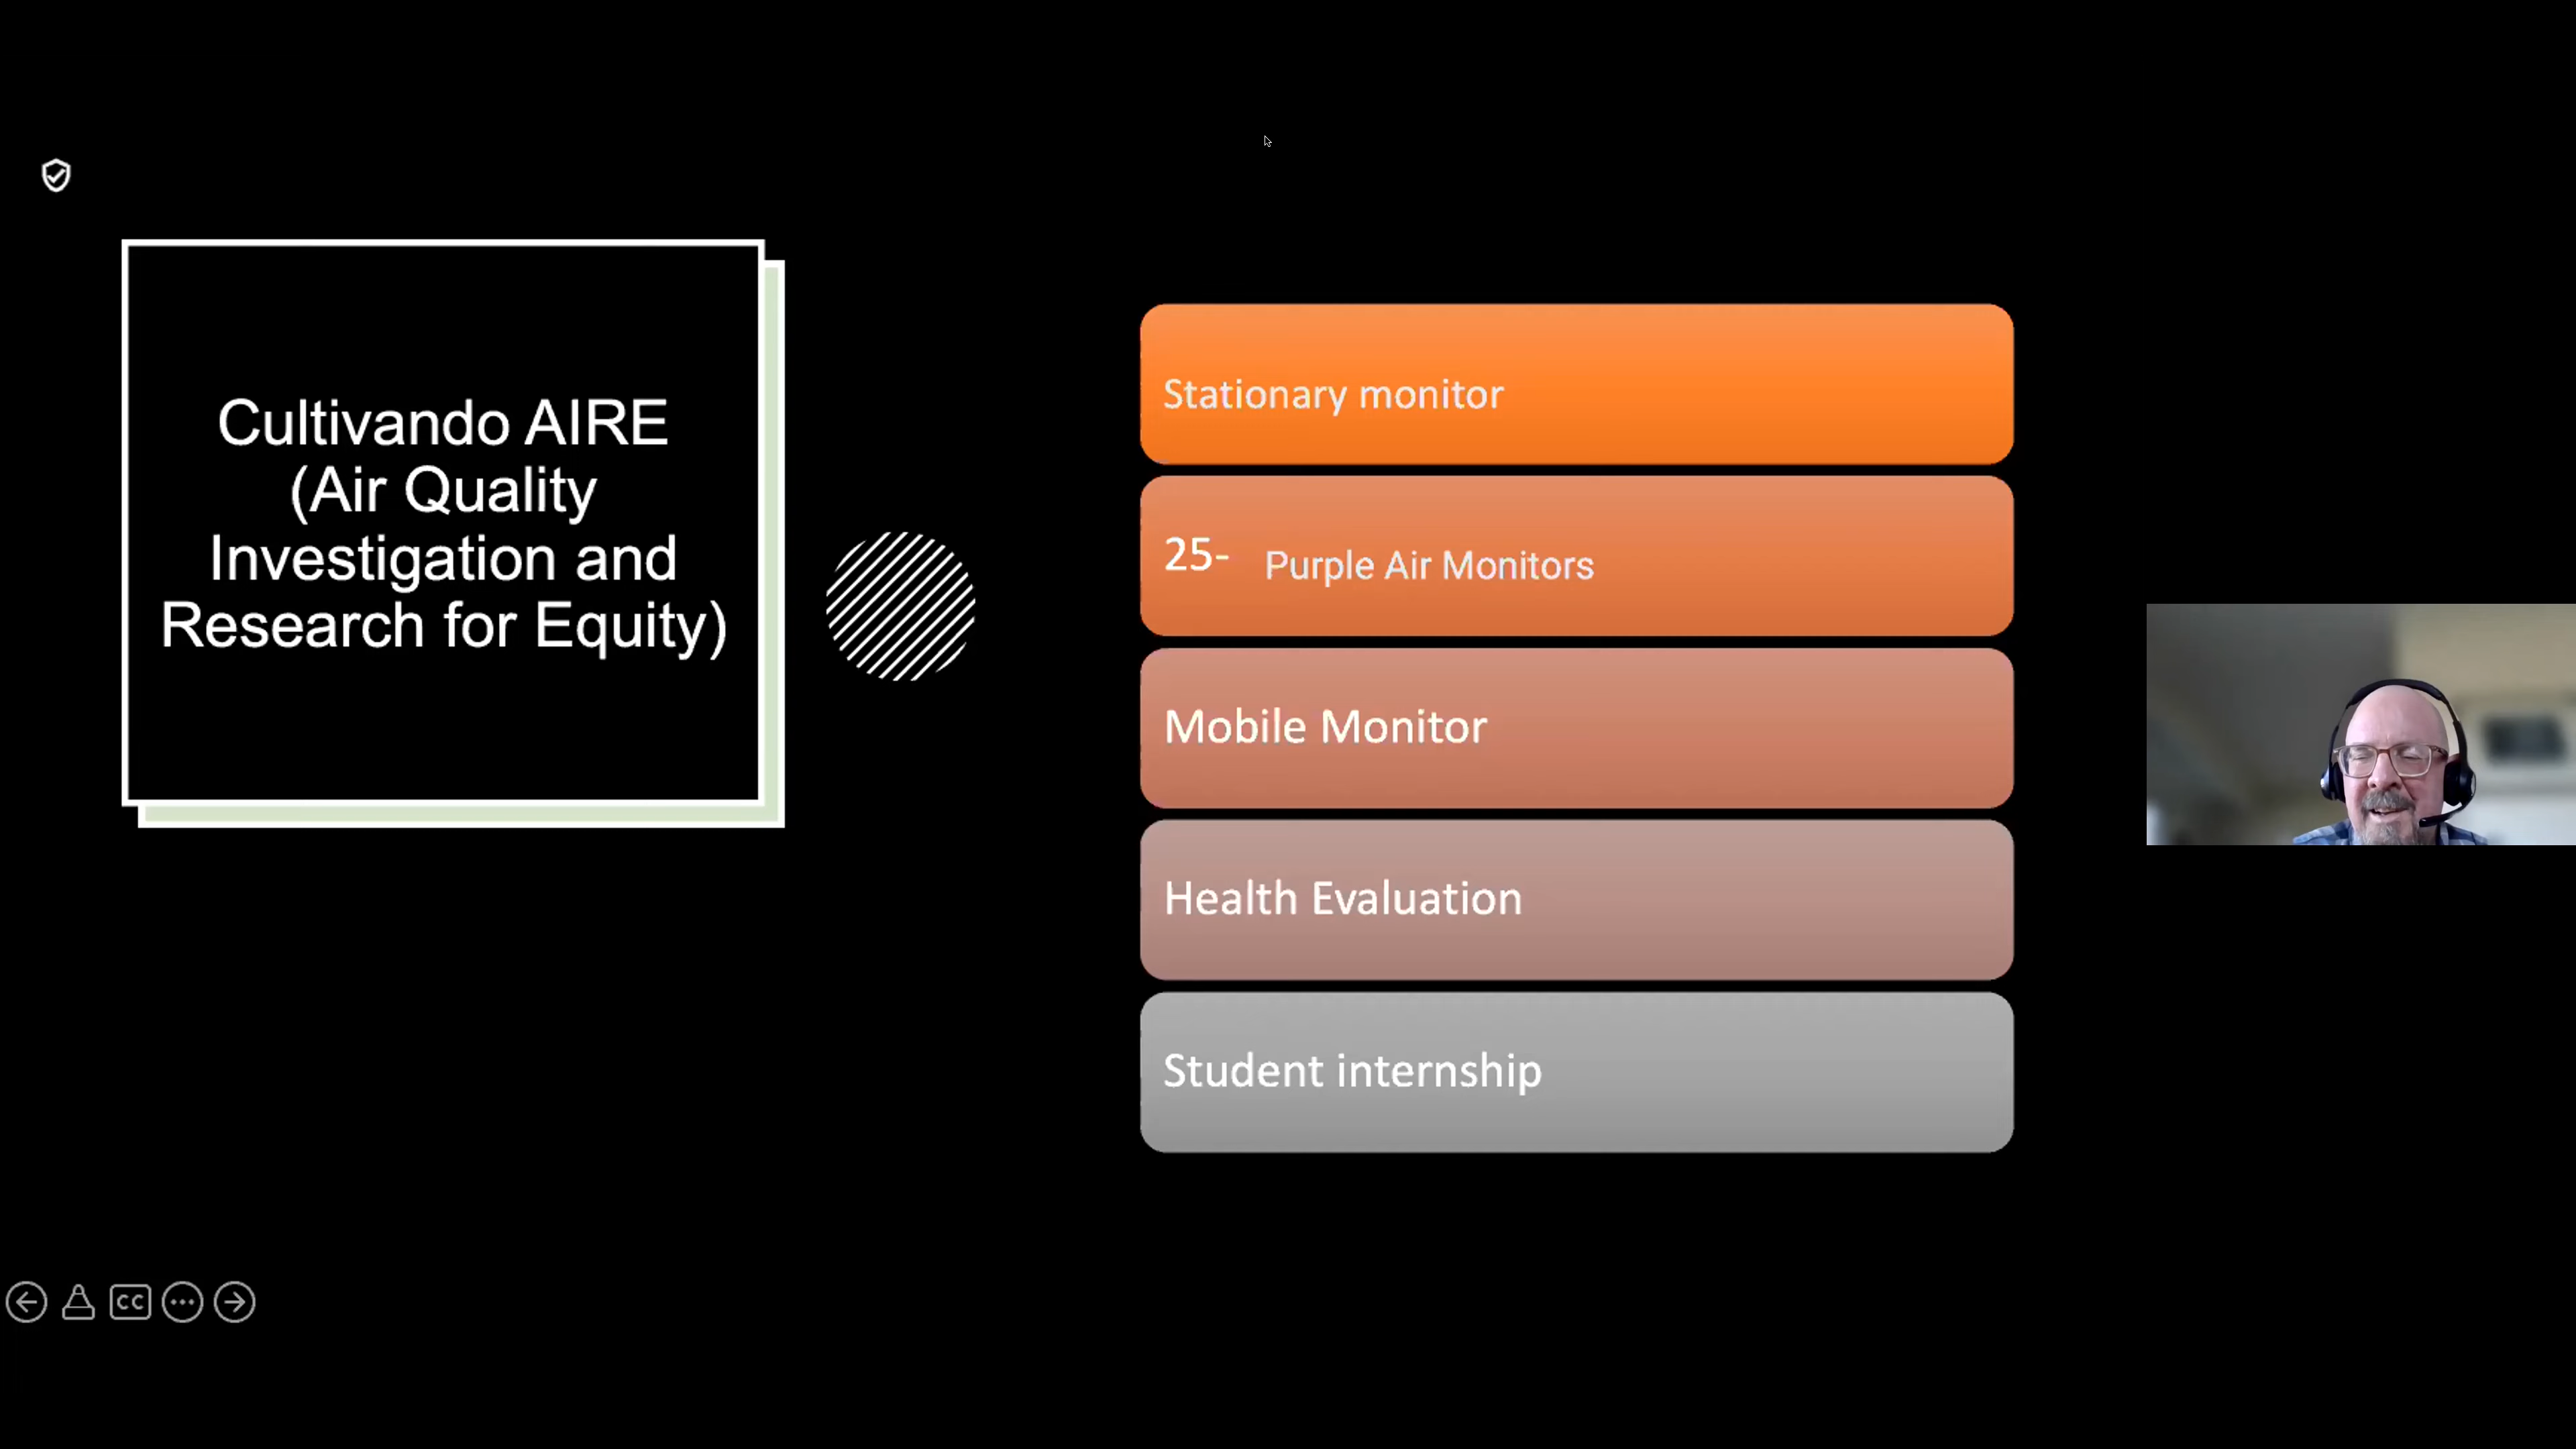 Cultivando AIRE
(Air Quality
Investigation and
Research for Equity)
Stationary monitor
25- Purple Air Monitors
Mobile Monitor
Health Evaluation
Student internship
CC